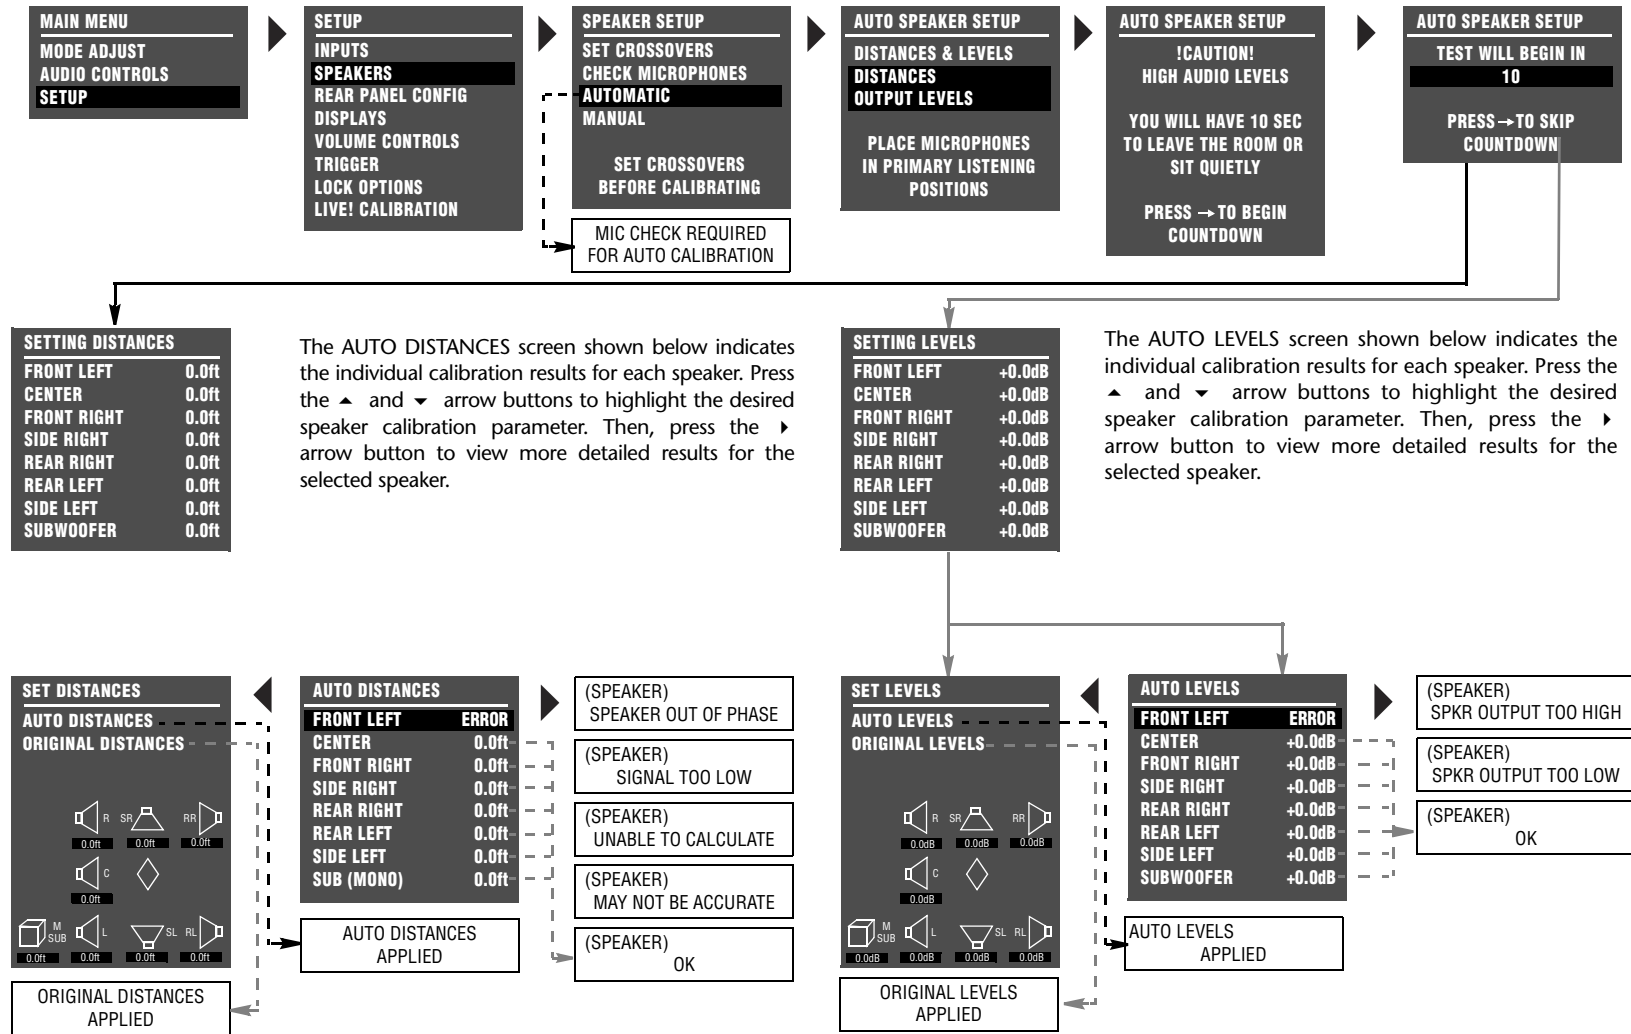 MAIN MENU
MODE ADJUST
AUDIO CONTROLS
SETUP
SETUP
INPUTS
SPEAKERS
REAR PANEL CONFIG
DISPLAYS
VOLUME CONTROLS
TRIGGER
LOCK OPTIONS
LIVE! CALIBRATION
SPEAKER SETUP
SET CROSSOVERS
CHECK MICROPHONES
AUTOMATIC
MANUAL
SET CROSSOVERS
BEFORE CALIBRATING
MIC CHECK REQUIRED
FOR AUTO CALIBRATION
AUTO SPEAKER SETUP
DISTANCES & LEVELS
DISTANCES
OUTPUT LEVELS
PLACE MICROPHONES
IN PRIMARY LISTENING
POSITIONS
AUTO SPEAKER SETUP
!CAUTION!
HIGH AUDIO LEVELS
YOU WILL HAVE 10 SEC
TO LEAVE THE ROOM OR
SIT QUIETLY
PRESS → TO BEGIN
COUNTDOWN
AUTO SPEAKER SETUP
TEST WILL BEGIN IN
10
PRESS → TO SKIP
COUNTDOWN
SETTING DISTANCES
FRONT LEFT 0.0ft
CENTER 0.0ft
FRONT RIGHT 0.0ft
SIDE RIGHT 0.0ft
REAR RIGHT 0.0ft
REAR LEFT 0.0ft
SIDE LEFT 0.0ft
SUBWOOFER 0.0ft
The AUTO DISTANCES screen shown below indicates
the individual calibration results for each speaker. Press
the ▴ and ▾ arrow buttons to highlight the desired
speaker calibration parameter. Then, press the ▸
arrow button to view more detailed results for the
selected speaker.
SETTING LEVELS
FRONT LEFT +0.0dB
CENTER +0.0dB
FRONT RIGHT +0.0dB
SIDE RIGHT +0.0dB
REAR RIGHT +0.0dB
REAR LEFT +0.0dB
SIDE LEFT +0.0dB
SUBWOOFER +0.0dB
The AUTO LEVELS screen shown below indicates the
individual calibration results for each speaker. Press the
▴ and ▾ arrow buttons to highlight the desired
speaker calibration parameter. Then, press the ▸
arrow button to view more detailed results for the
selected speaker.
SET DISTANCES
AUTO DISTANCES
ORIGINAL DISTANCES
R SR RR
0.0ft 0.0ft 0.0ft
C
0.0ft
M
SUB L SL RL
0.0ft 0.0ft 0.0ft 0.0ft
ORIGINAL DISTANCES
APPLIED
AUTO DISTANCES
FRONT LEFT ERROR
CENTER 0.0ft
FRONT RIGHT 0.0ft
SIDE RIGHT 0.0ft
REAR RIGHT 0.0ft
REAR LEFT 0.0ft
SIDE LEFT 0.0ft
SUB (MONO) 0.0ft
AUTO DISTANCES
APPLIED
(SPEAKER)
SPEAKER OUT OF PHASE
(SPEAKER)
SIGNAL TOO LOW
(SPEAKER)
UNABLE TO CALCULATE
(SPEAKER)
MAY NOT BE ACCURATE
(SPEAKER)
OK
SET LEVELS
AUTO LEVELS
ORIGINAL LEVELS
R SR RR
0.0dB 0.0dB 0.0dB
C
0.0dB
M
SUB L SL RL
0.0dB 0.0dB 0.0dB 0.0dB
ORIGINAL LEVELS
APPLIED
AUTO LEVELS
FRONT LEFT ERROR
CENTER +0.0dB
FRONT RIGHT +0.0dB
SIDE RIGHT +0.0dB
REAR RIGHT +0.0dB
REAR LEFT +0.0dB
SIDE LEFT +0.0dB
SUBWOOFER +0.0dB
AUTO LEVELS
APPLIED
(SPEAKER)
SPKR OUTPUT TOO HIGH
(SPEAKER)
SPKR OUTPUT TOO LOW
(SPEAKER)
OK